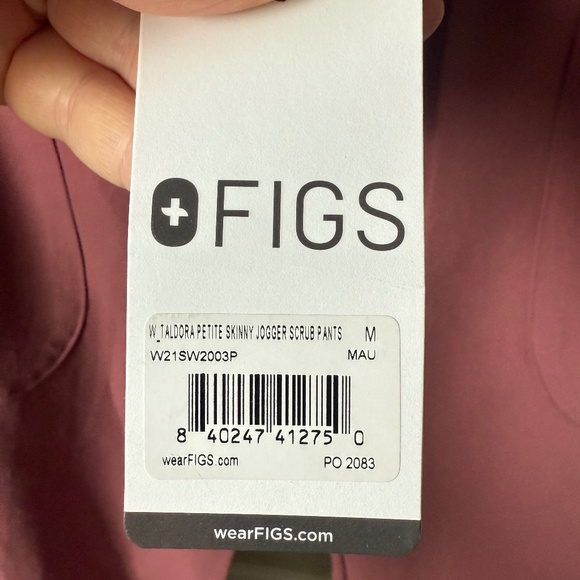 FIGS
W_TALDORA PETITE SKINNY JOGGER SCRUB PANTS M
W21SW2003P MAU
8 40247 41275 0
wearFIGS.com PO 2083
wearFIGS.com